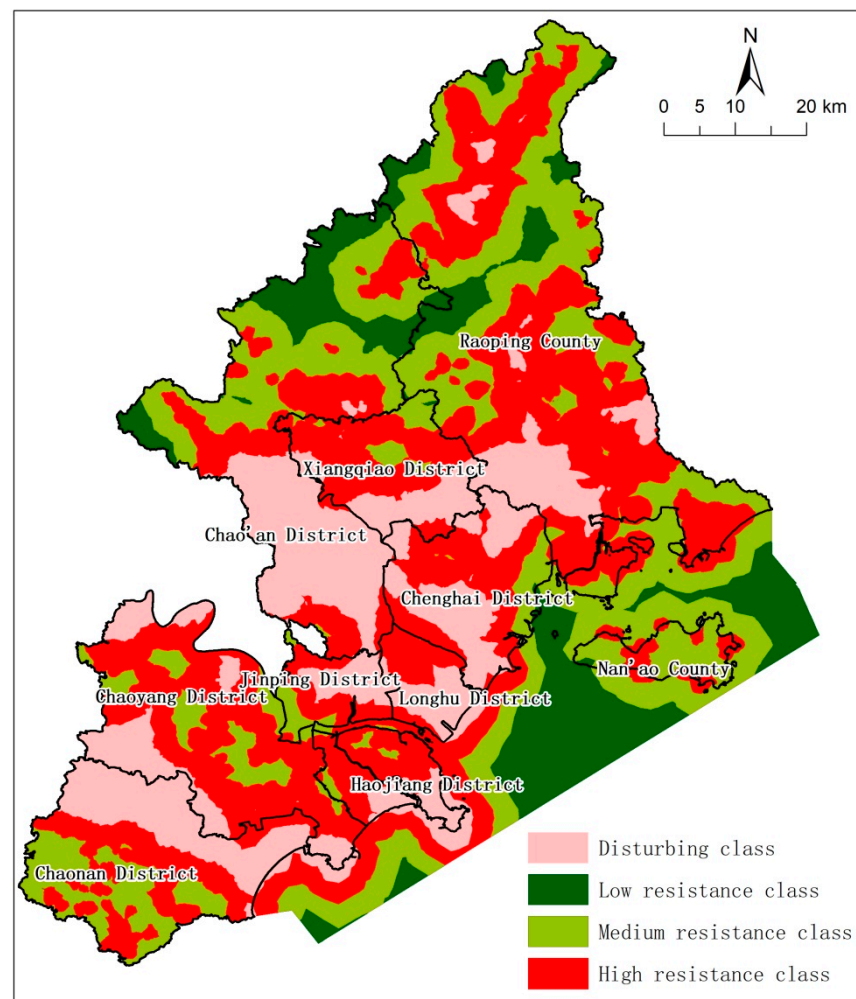 N
0 5 10 20 km
Raoping County
Xiangqiao District
Chao'an District
Chenghai District
Nan'ao County
Jinping District
Chaoyang District
Longhu District
Haojiang District
Chaonan District
Disturbing class
Low resistance class
Medium resistance class
High resistance class